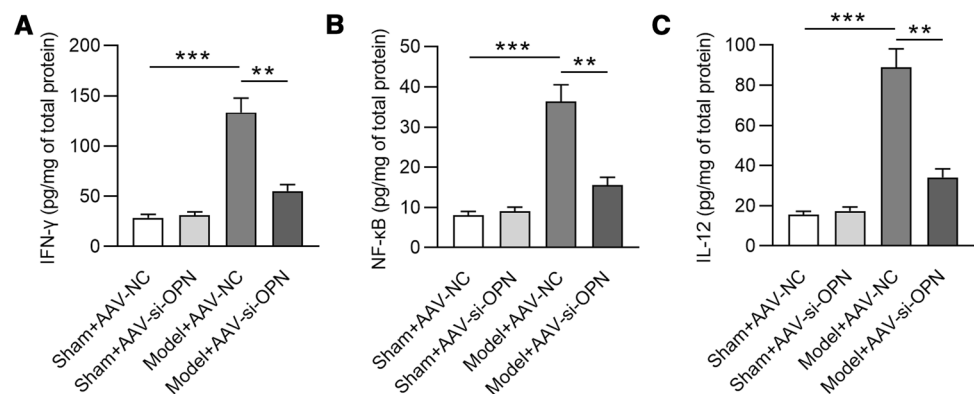 A
IFN-γ (pg/mg of total protein)
200
150
100
50
0
***
**
Sham+AAV-NC
Sham+AAV-si-OPN
Model+AAV-NC
Model+AAV-si-OPN
B
NF-κB (pg/mg of total protein)
50
40
30
20
10
0
***
**
Sham+AAV-NC
Sham+AAV-si-OPN
Model+AAV-NC
Model+AAV-si-OPN
C
IL-12 (pg/mg of total protein)
100
80
60
40
20
0
***
**
Sham+AAV-NC
Sham+AAV-si-OPN
Model+AAV-NC
Model+AAV-si-OPN